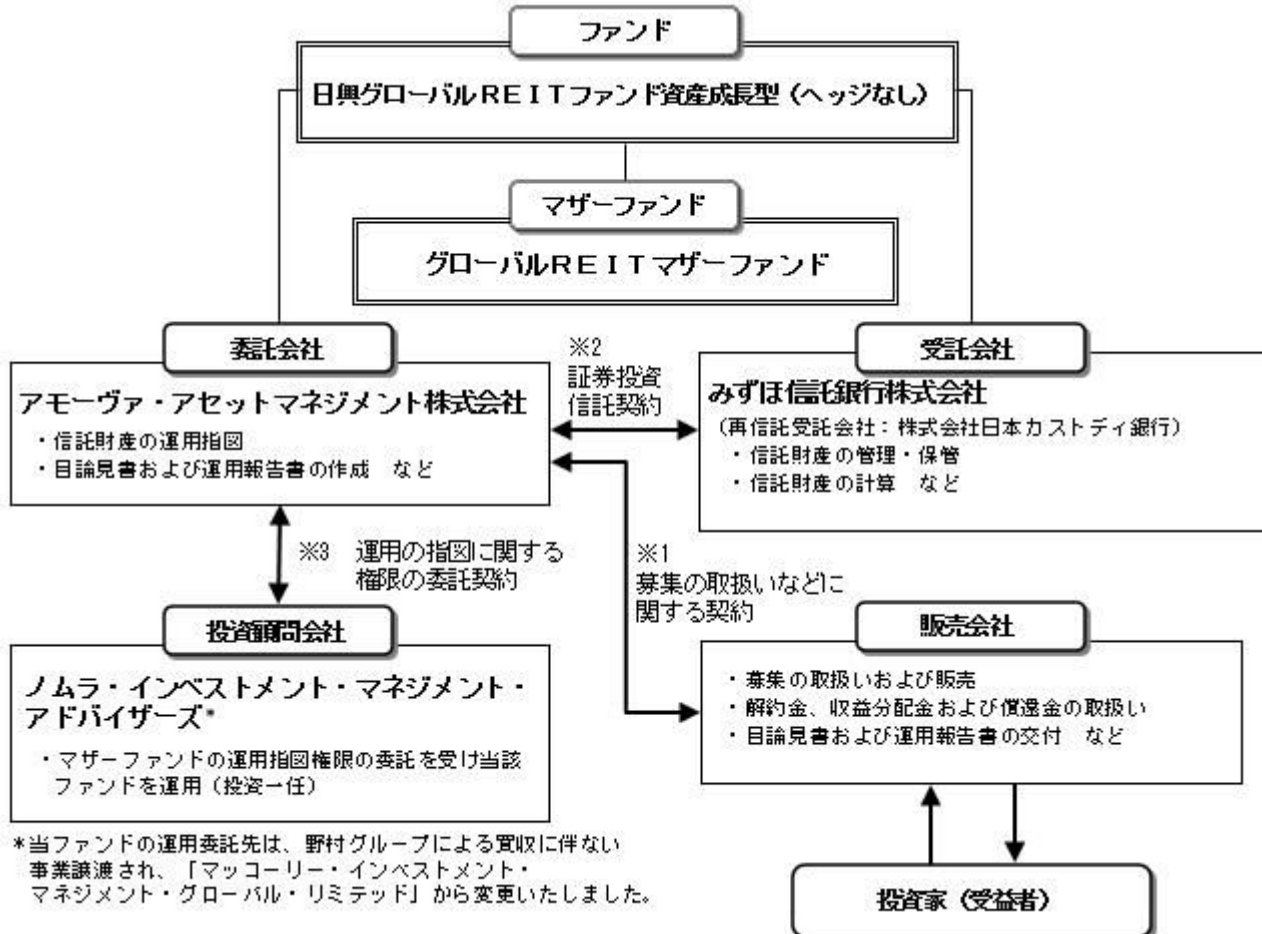 ファンド
日興グローバルREITファンド資産成長型(ヘッジなし)
マザーファンド
グローバルREITマザーファンド
委託会社
アモーヴァ・アセットマネジメント株式会社
・信託財産の運用指図
・目論見書および運用報告書の作成 など
※2
証券投資
信託契約
受託会社
みずほ信託銀行株式会社
(再信託受託会社:株式会社日本カストディ銀行)
・信託財産の管理・保管
・信託財産の計算 など
※3 運用の指図に関する
権限の委託契約
※1
募集の取扱いなどに
関する契約
投資顧問会社
ノムラ・インベストメント・マネジメント・
アドバイザーズ*
・マザーファンドの運用指図権限の委託を受け当該
ファンドを運用(投資一任)
販売会社
・募集の取扱いおよび販売
・解約金、収益分配金および償還金の取扱い
・目論見書および運用報告書の交付 など
*当ファンドの運用委託先は、野村グループによる買収に伴ない
事業譲渡され、「マッコーリー・インベストメント・
マネジメント・グローバル・リミテッド」から変更いたしました。
投資家(受益者)